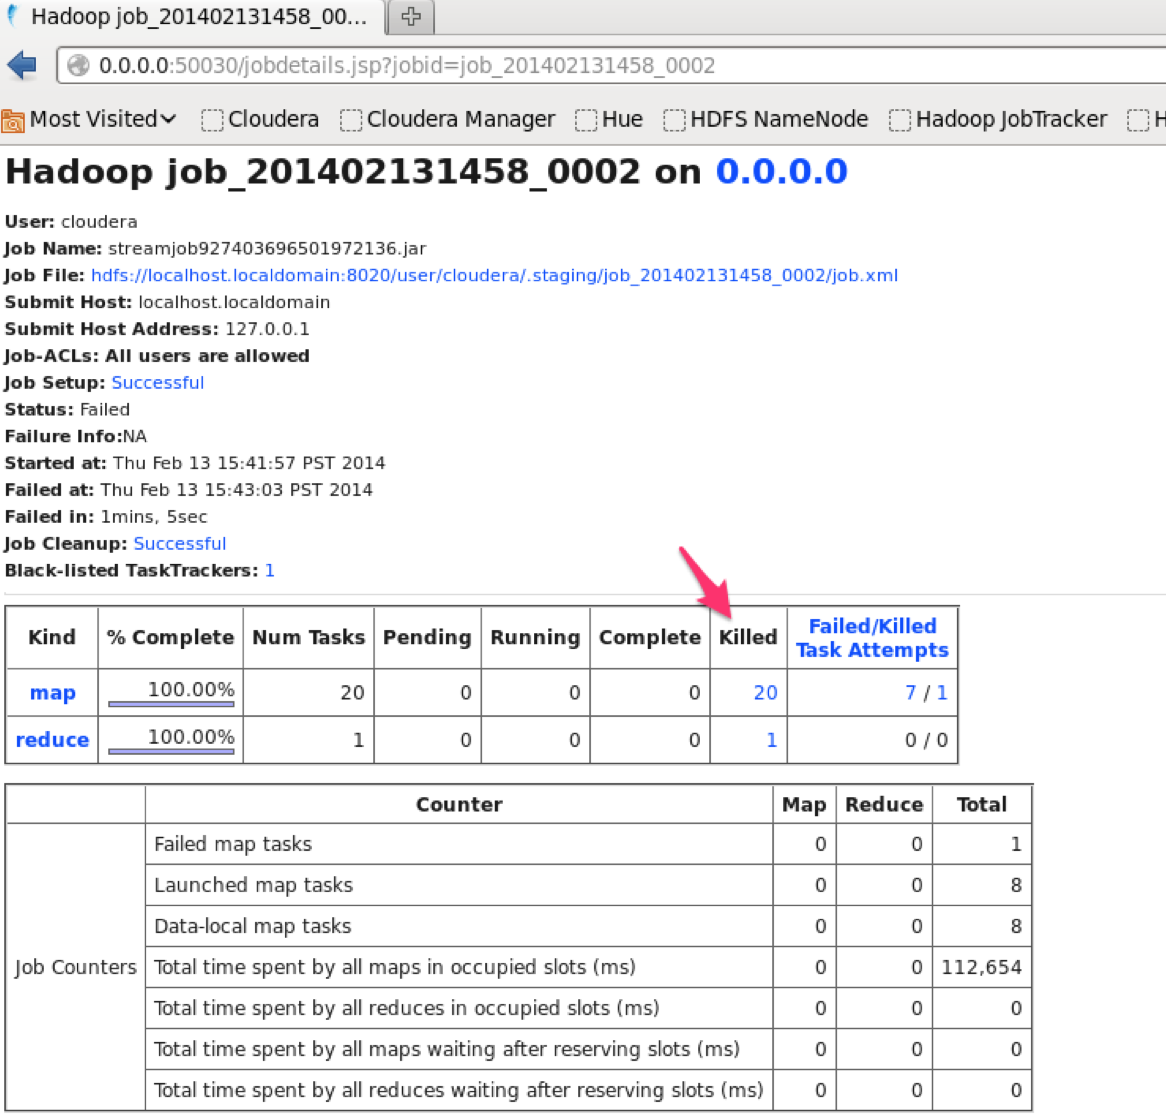 Hadoop job_201402131458_00...
0.0.0.0:50030/jobdetails.jsp?jobid=job_201402131458_0002
Most Visited Cloudera Cloudera Manager Hue HDFS NameNode Hadoop JobTracker H
Hadoop job_201402131458_0002 on 0.0.0.0
User: cloudera
Job Name: streamjob927403696501972136.jar
Job File: hdfs://localhost.localdomain:8020/user/cloudera/.staging/job_201402131458_0002/job.xml
Submit Host: localhost.localdomain
Submit Host Address: 127.0.0.1
Job-ACLs: All users are allowed
Job Setup: Successful
Status: Failed
Failure Info:NA
Started at: Thu Feb 13 15:41:57 PST 2014
Failed at: Thu Feb 13 15:43:03 PST 2014
Failed in: 1mins, 5sec
Job Cleanup: Successful
Black-listed TaskTrackers: 1
Kind % Complete Num Tasks Pending Running Complete Killed Failed/Killed
Task Attempts
map 100.00% 20 0 0 0 20 7 / 1
reduce 100.00% 1 0 0 0 1 0 / 0
Counter Map Reduce Total
Job Counters
Failed map tasks 0 0 1
Launched map tasks 0 0 8
Data-local map tasks 0 0 8
Total time spent by all maps in occupied slots (ms) 0 0 112,654
Total time spent by all reduces in occupied slots (ms) 0 0 0
Total time spent by all maps waiting after reserving slots (ms) 0 0 0
Total time spent by all reduces waiting after reserving slots (ms) 0 0 0